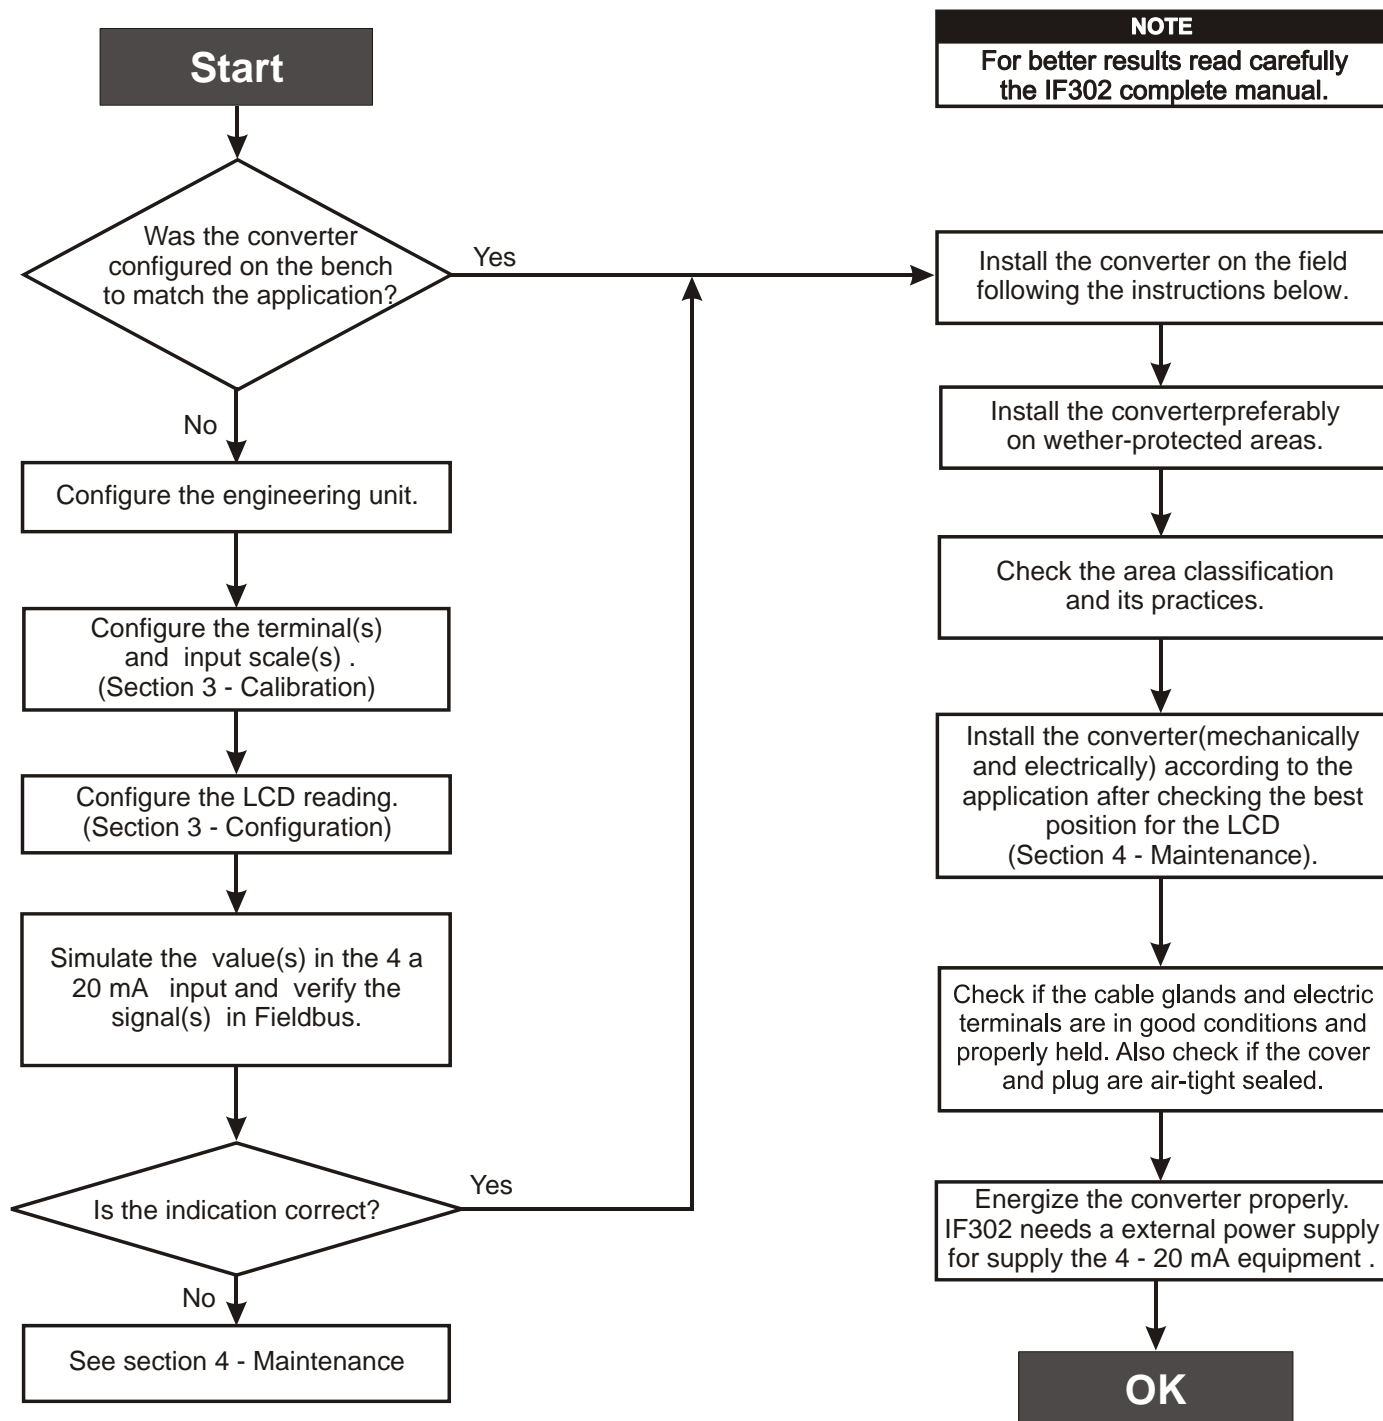 Start
Was the converter
configured on the bench
to match the application?
Yes
No
Configure the engineering unit.
Configure the terminal(s)
and input scale(s) .
(Section 3 - Calibration)
Configure the LCD reading.
(Section 3 - Configuration)
Simulate the value(s) in the 4 a
20 mA input and verify the
signal(s) in Fieldbus.
Is the indication correct?
Yes
No
See section 4 - Maintenance
NOTE
For better results read carefully
the IF302 complete manual.
Install the converter on the field
following the instructions below.
Install the converterpreferably
on wether-protected areas.
Check the area classification
and its practices.
Install the converter(mechanically
and electrically) according to the
application after checking the best
position for the LCD
(Section 4 - Maintenance).
Check if the cable glands and electric
terminals are in good conditions and
properly held. Also check if the cover
and plug are air-tight sealed.
Energize the converter properly.
IF302 needs a external power supply
for supply the 4 - 20 mA equipment .
OK